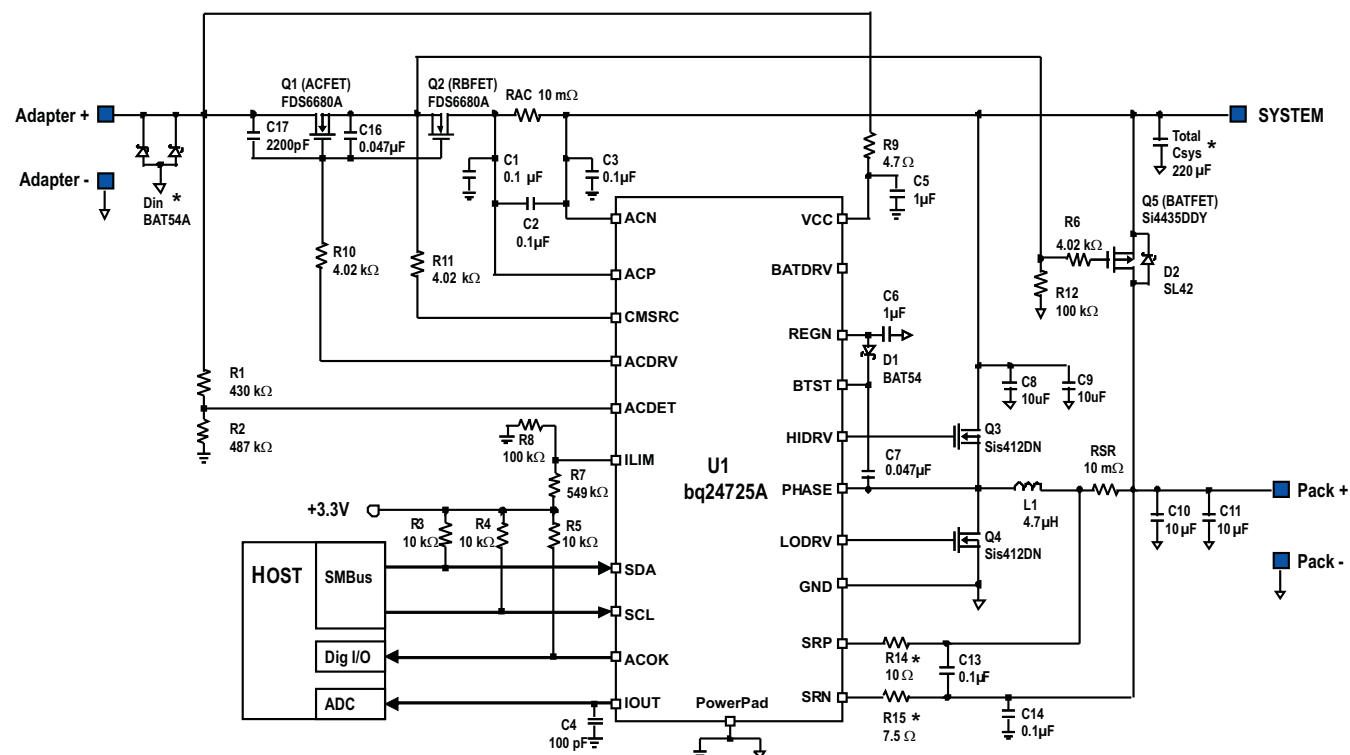 Q1 (ACFET)
FDS6680A
Q2 (RBFET)
FDS6680A
RAC 10 mΩ
Adapter +
SYSTEM
C17
2200pF
C16
0.047µF
R9
4.7 Ω
Total
Csys *
220 µF
C1
0.1 µF
C3
0.1µF
C5
1µF
Adapter -
Din *
BAT54A
C2
0.1µF
Q5 (BATFET)
Si4435DDY
ACN
VCC
R6
4.02 kΩ
R10
4.02 kΩ
R11
4.02 kΩ
ACP
BATDRV
D2
SL42
R12
100 kΩ
CMSRC
C6
1µF
REGN
D1
BAT54
ACDRV
R1
430 kΩ
BTST
C8
10uF
C9
10uF
ACDET
R2
487 kΩ
R8
100 kΩ
HIDRV
Q3
Sis412DN
ILIM
U1
bq24725A
C7
0.047µF
RSR
10 mΩ
R7
549 kΩ
PHASE
Pack +
+3.3V
L1
4.7µH
R3
10 kΩ
R4
10 kΩ
R5
10 kΩ
C10
10 µF
C11
10 µF
LODRV
Q4
Sis412DN
HOST
SMBus
SDA
GND
Pack -
SCL
Dig I/O
ACOK
SRP
R14 *
10 Ω
C13
0.1µF
ADC
IOUT
PowerPad
SRN
C4
100 pF
R15 *
7.5 Ω
C14
0.1µF